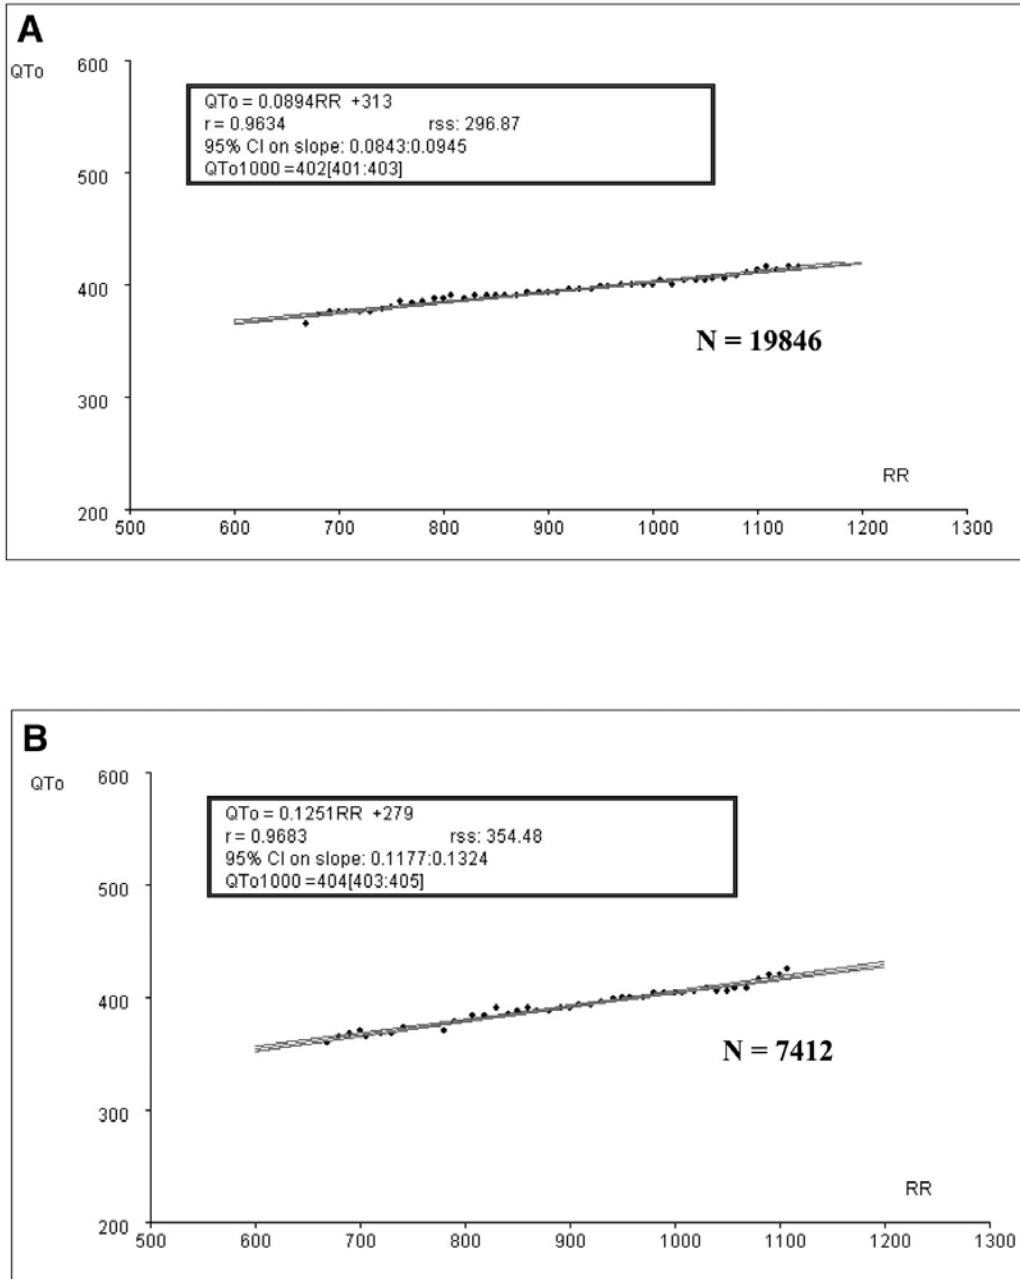 A
QTo
600
QTo = 0.0894RR +313
r = 0.9634 rss: 296.87
95% CI on slope: 0.0843:0.0945
QTo1000 =402[401:403]
500
400
N = 19846
300
RR
200
500 600 700 800 900 1000 1100 1200 1300
B
QTo
600
QTo = 0.1251RR +279
r = 0.9683 rss: 354.48
95% CI on slope: 0.1177:0.1324
QTo1000 =404[403:405]
500
400
N = 7412
300
RR
200
500 600 700 800 900 1000 1100 1200 1300